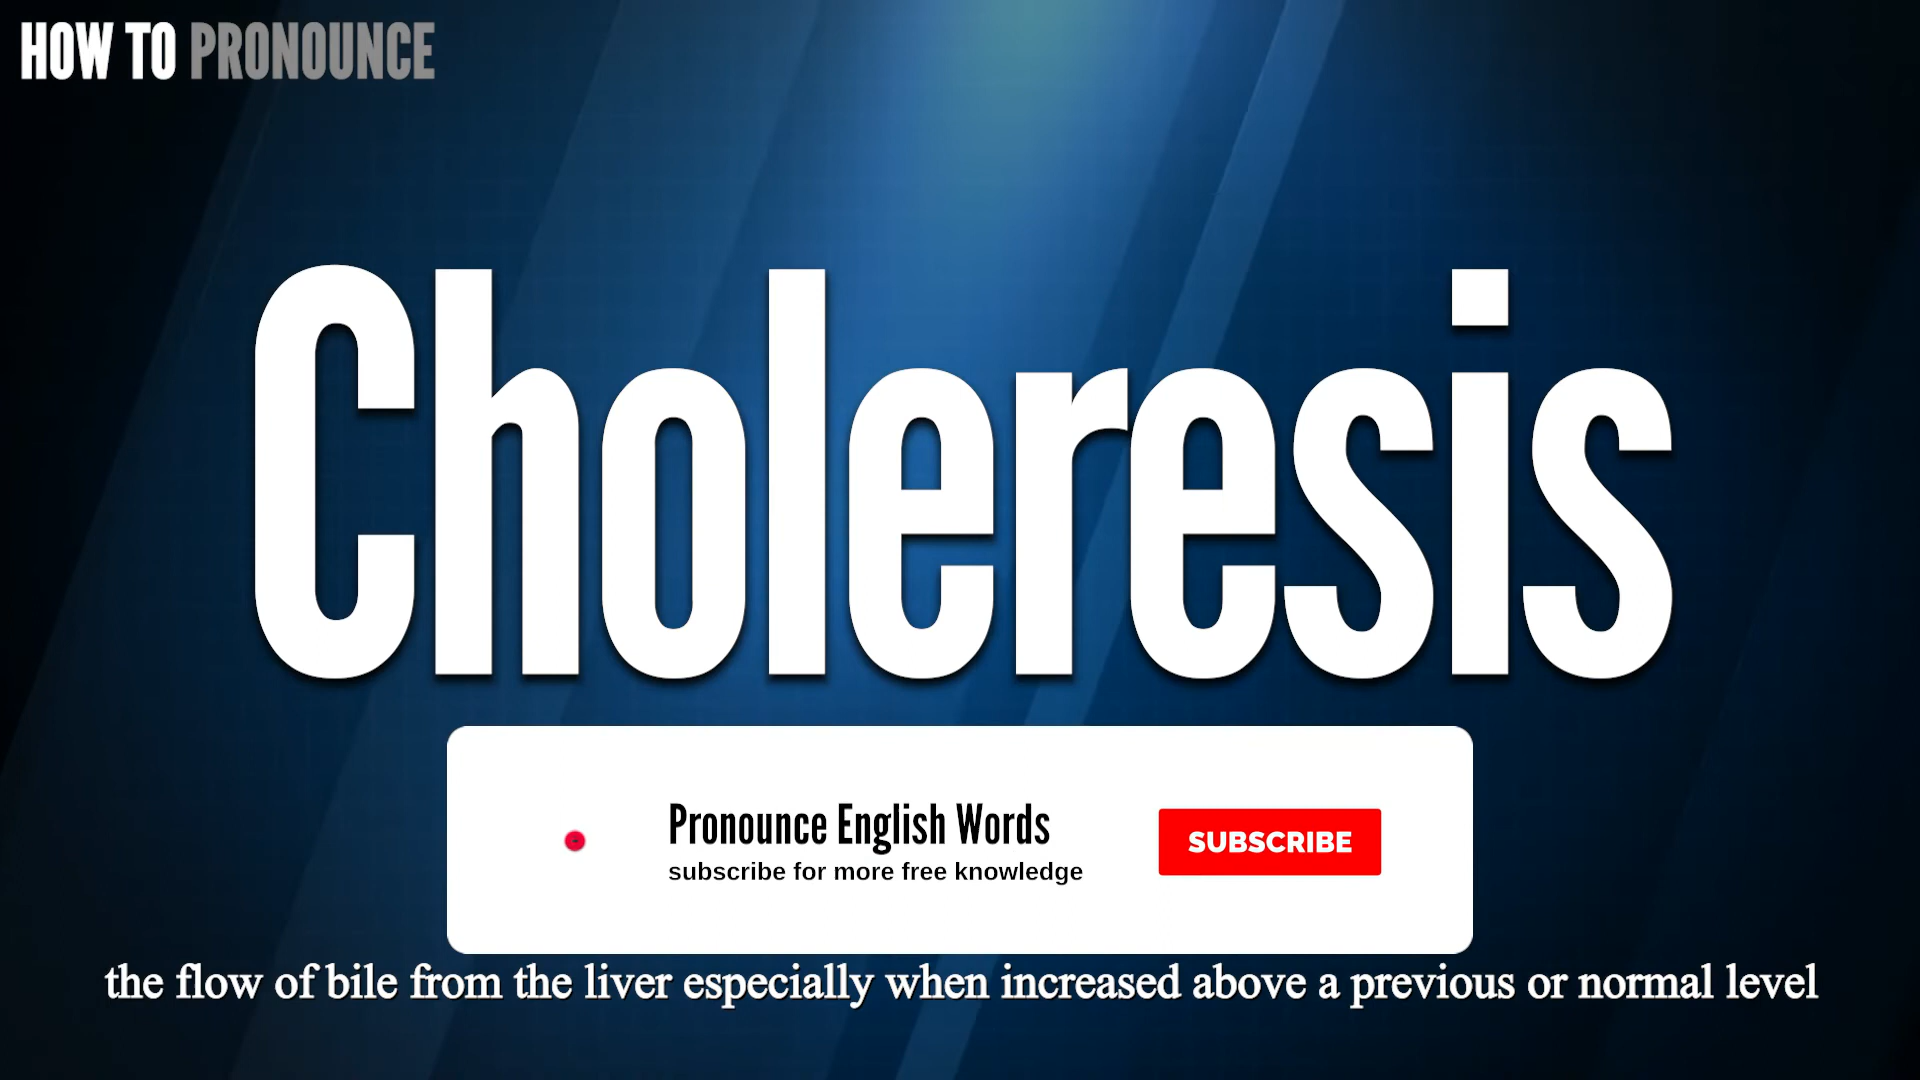 HOW TO PRONOUNCE
Choleresis
Pronounce English Words
subscribe for more free knowledge
SUBSCRIBE
the flow of bile from the liver especially when increased above a previous or normal level